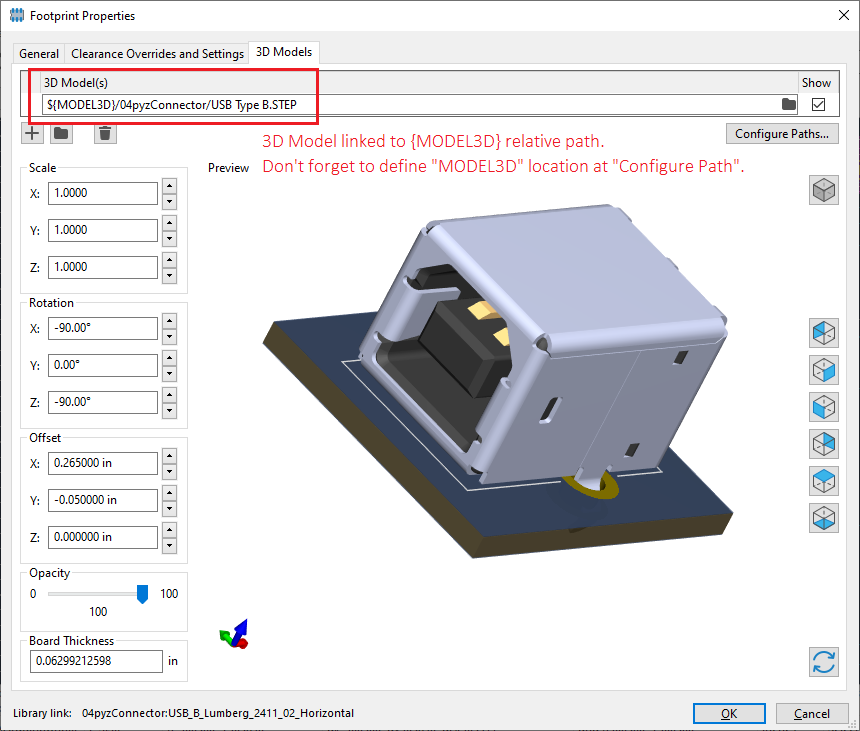 Footprint Properties
General
Clearance Overrides and Settings
3D Models
3D Model(s)
Show
${MODEL3D}/04pyzConnector/USB Type B.STEP
3D Model linked to {MODEL3D} relative path.
Don't forget to define "MODEL3D" location at "Configure Path".
Configure Paths...
Scale
Preview
X:
1.0000
Y:
1.0000
Z:
1.0000
Rotation
X:
-90.00°
Y:
0.00°
Z:
-90.00°
Offset
X:
0.265000 in
Y:
-0.050000 in
Z:
0.000000 in
Opacity
0
100
100
Board Thickness
0.06299212598
in
Library link:
04pyzConnector:USB_B_Lumberg_2411_02_Horizontal
OK
Cancel